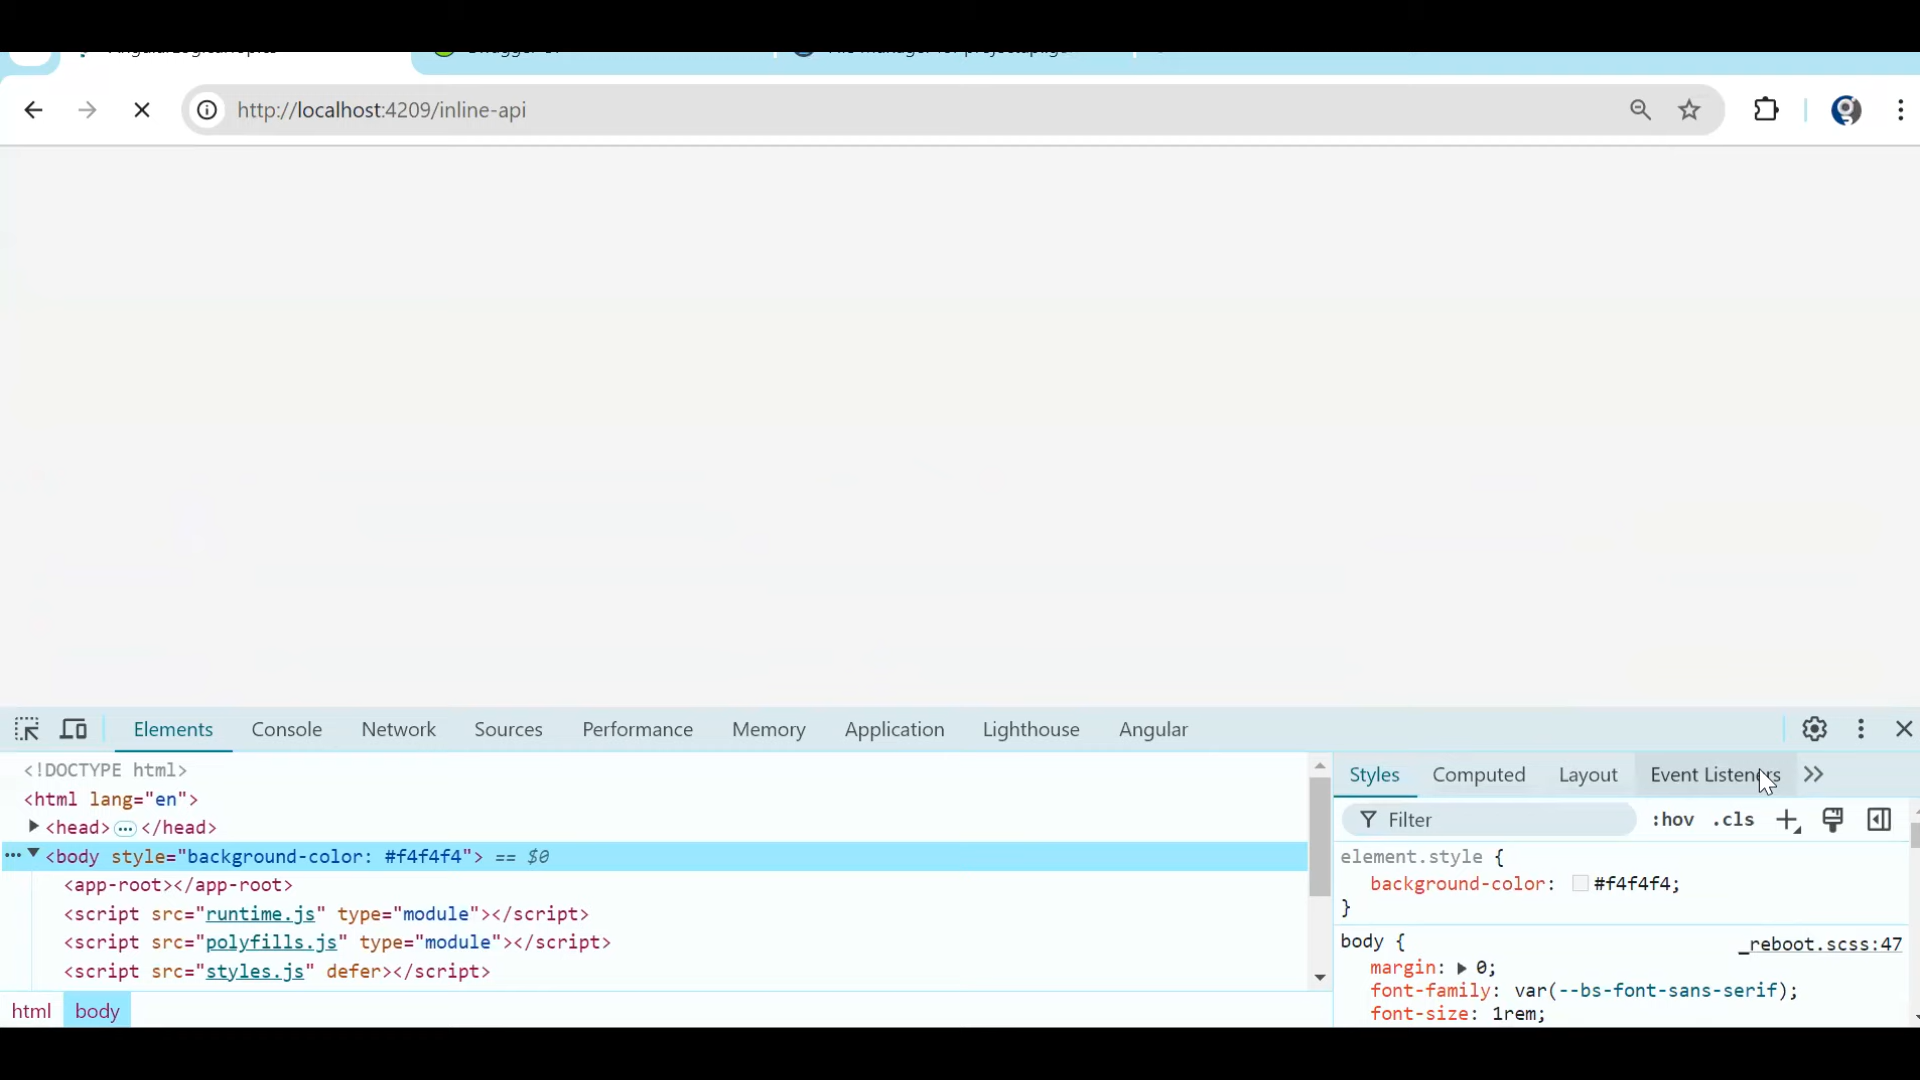 http://localhost:4209/inline-api
Elements Console Network Sources Performance Memory Application Lighthouse Angular
<!DOCTYPE html>
<html lang="en">
<head> … </head>
<body style="background-color: #f4f4f4"> == $0
<app-root></app-root>
<script src="runtime.js" type="module"></script>
<script src="polyfills.js" type="module"></script>
<script src="styles.js" defer></script>
html body
Styles Computed Layout Event Listeners
Filter :hov .cls
element.style {
background-color: #f4f4f4;
}
body { _reboot.scss:47
margin: 0;
font-family: var(--bs-font-sans-serif);
font-size: 1rem;